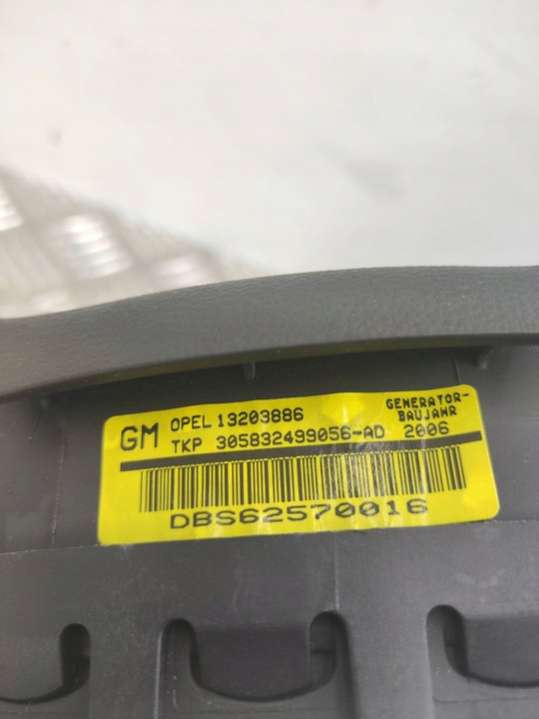 GM OPEL 13203886 GENERATOR-
TKP 305832499056-AD BAUJAHR
2006
DBS62570016